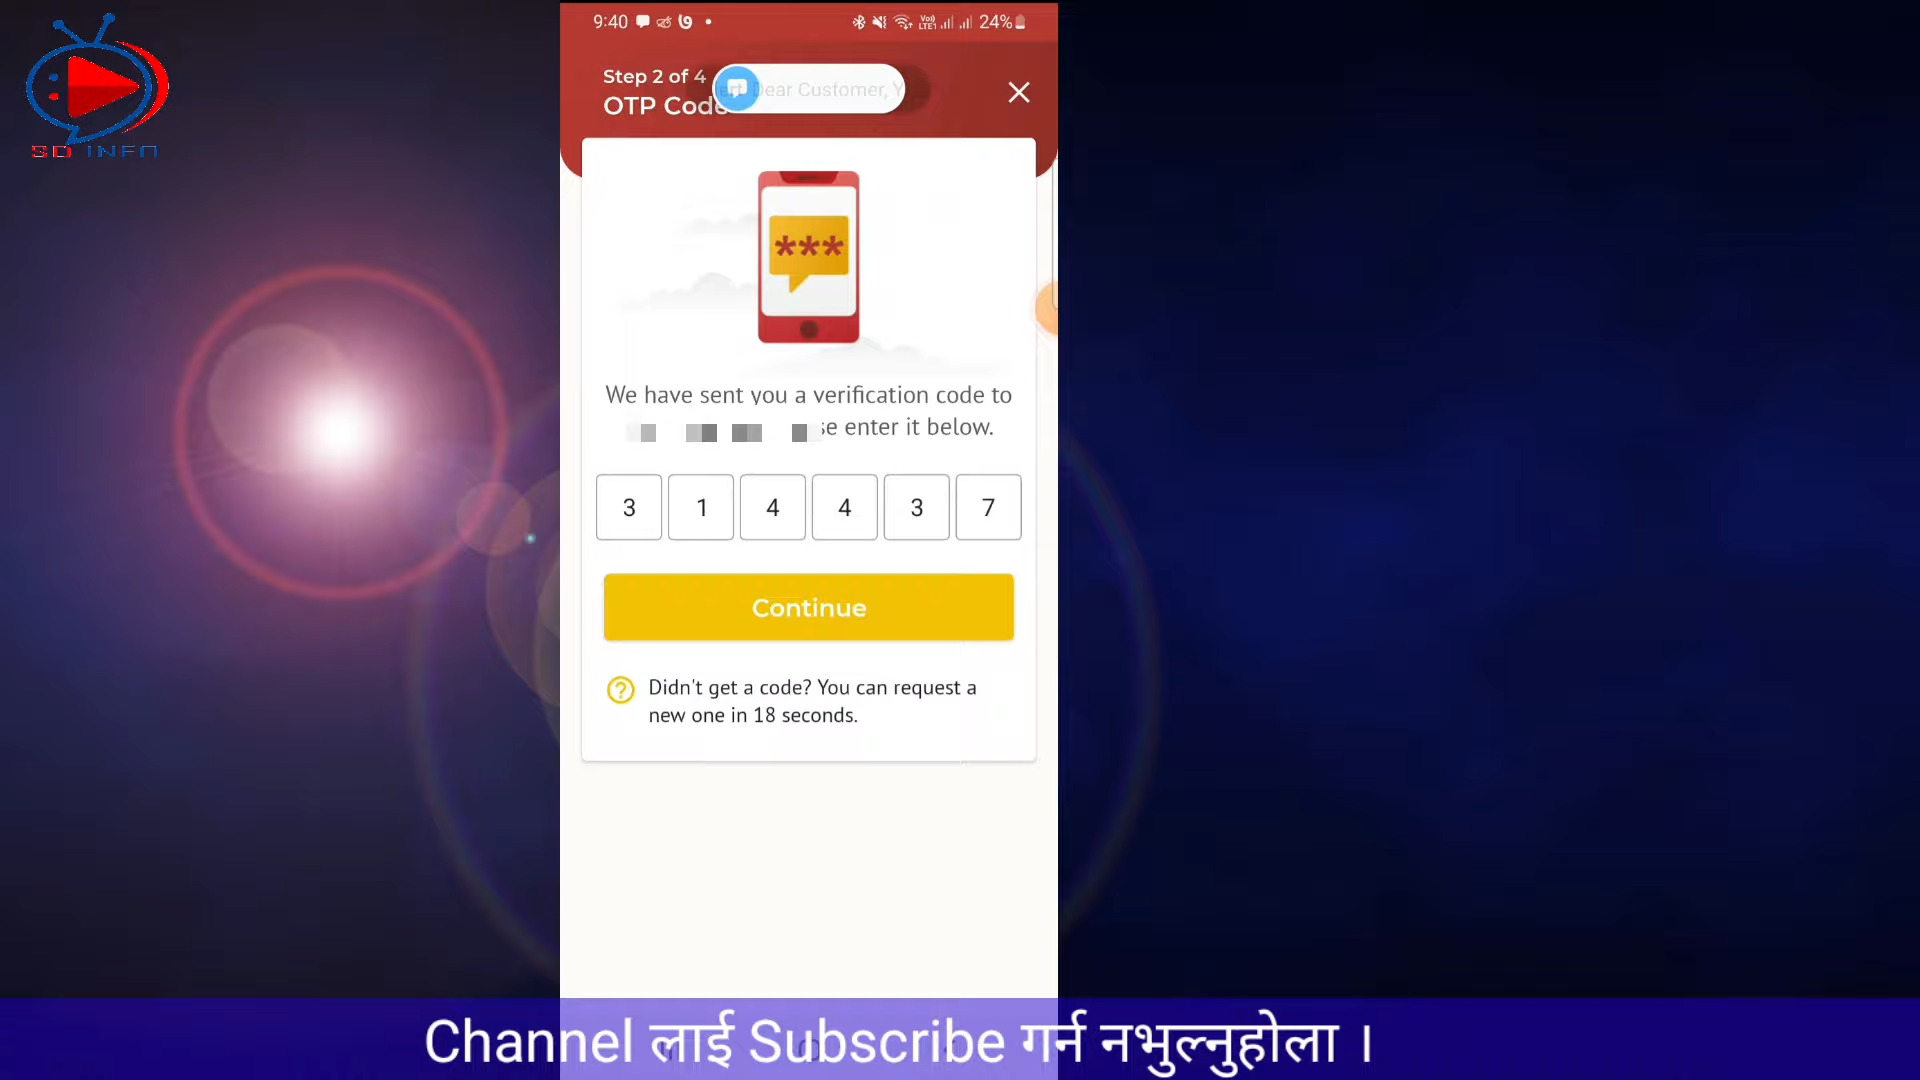 SD INFO
9:40
Vo))
LTE1
24%
Step 2 of 4
Dear Customer, Y
OTP Code
***
We have sent you a verification code to
se enter it below.
3 1 4 4 3 7
Continue
Didn't get a code? You can request a
new one in 18 seconds.
Channel लाई Subscribe गर्न नभुल्नुहोला ।